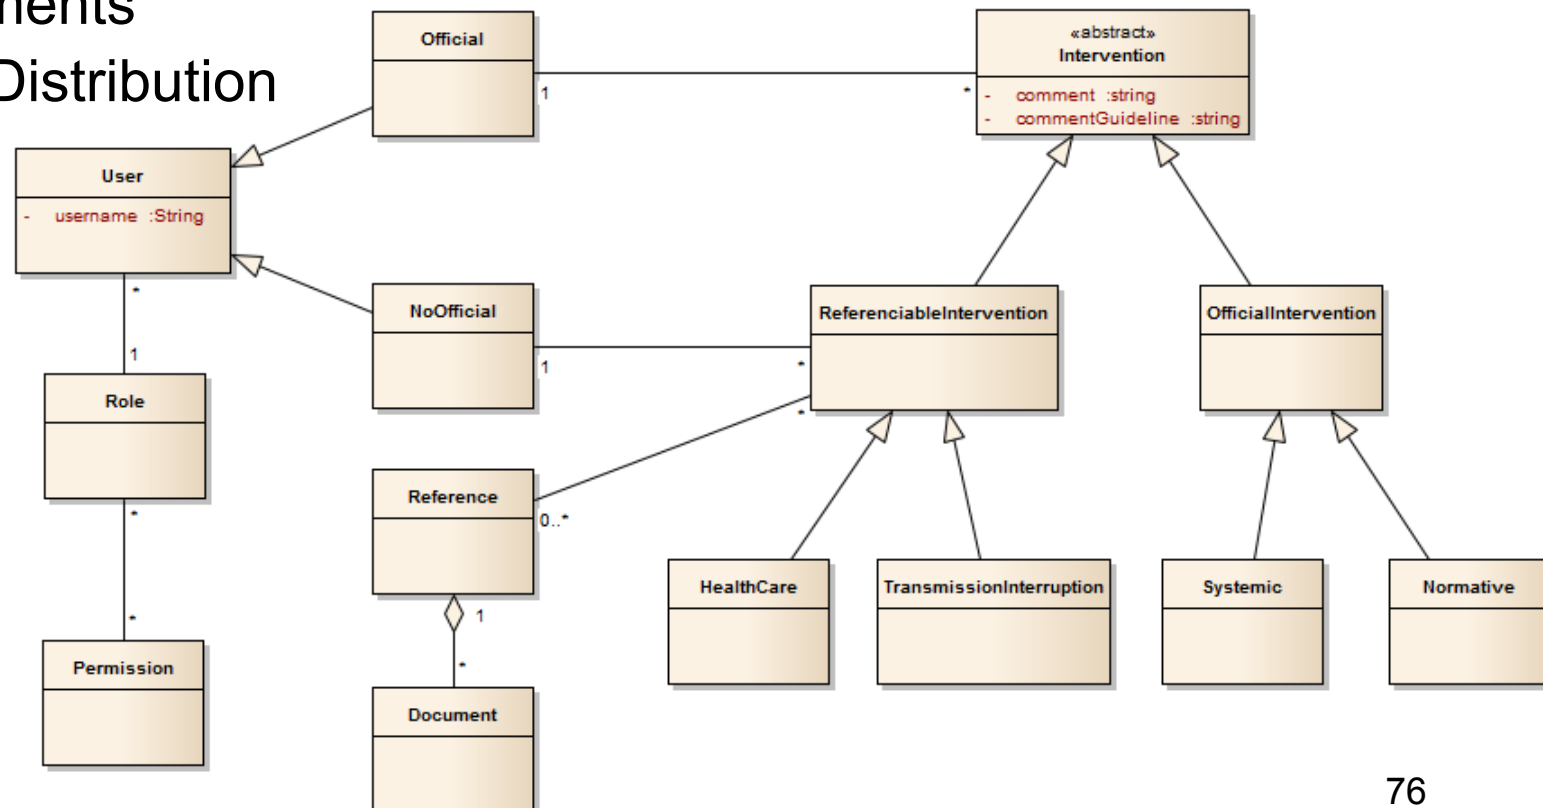 ments
Distribution
Official
1
*
«abstract»
Intervention
- comment :string
- commentGuideline :string
User
- username :String
*
1
NoOfficial
1
*
ReferenciableIntervention
*
OfficialIntervention
Role
*
*
Reference
0..*
1
*
HealthCare
TransmissionInterruption
Systemic
Normative
Permission
Document
76